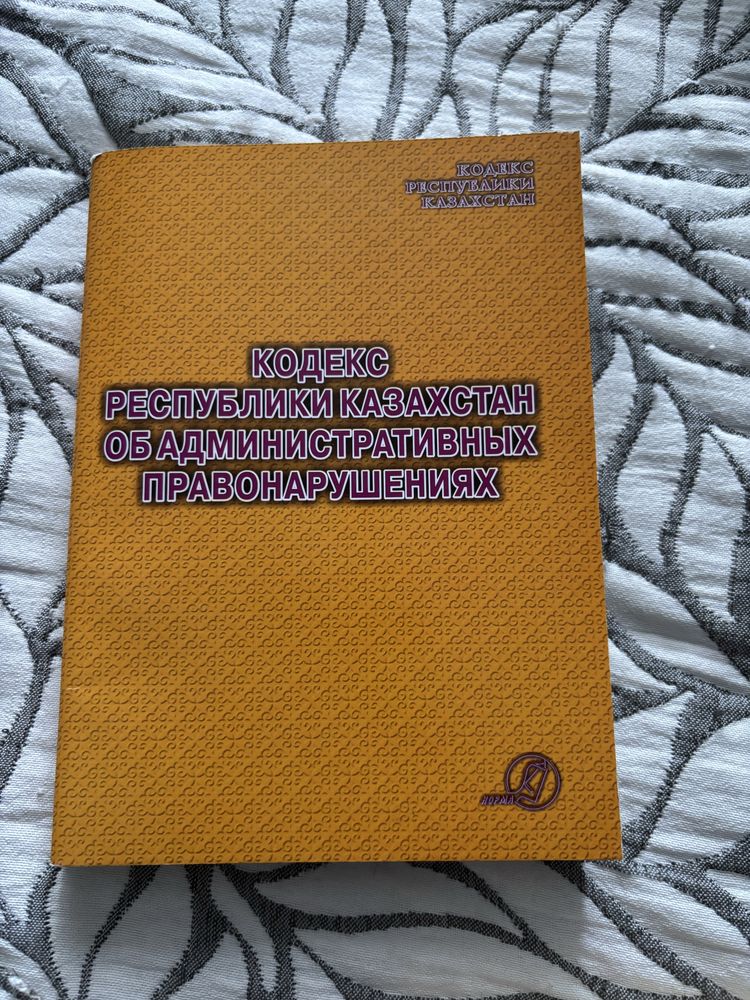 КОДЕКС
РЕСПУБЛИКИ
КАЗАХСТАН
КОДЕКС
РЕСПУБЛИКИ КАЗАХСТАН
ОБ АДМИНИСТРАТИВНЫХ
ПРАВОНАРУШЕНИЯХ